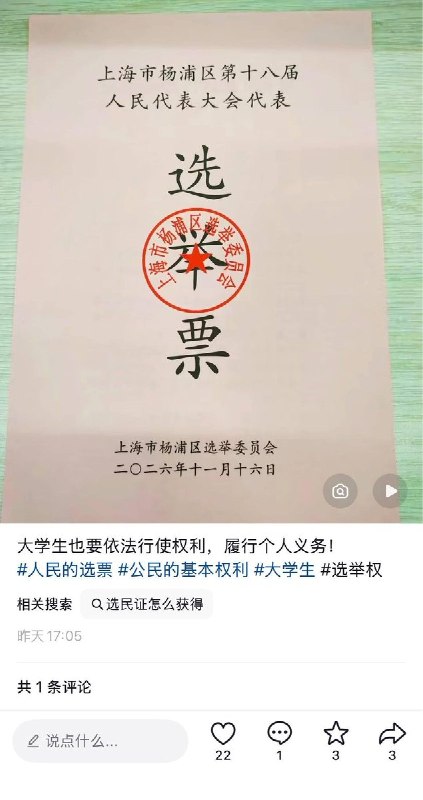 上海市杨浦区第十八届
人民代表大会代表
选
举
票
上海市杨浦区选举委员会
上海市杨浦区选举委员会
二〇二六年十一月十六日
大学生也要依法行使权利，履行个人义务！
#人民的选票 #公民的基本权利 #大学生 #选举权
相关搜索 选民证怎么获得
昨天 17:05
共 1 条评论
说点什么...
22 1 3 3